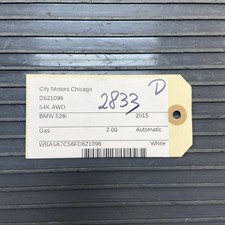 City Motors Chicago
D621096
54K AWD
2833
D
BMW 528i 2015
Gas 2.00 Automatic
WBA5A7C56FD621096 White